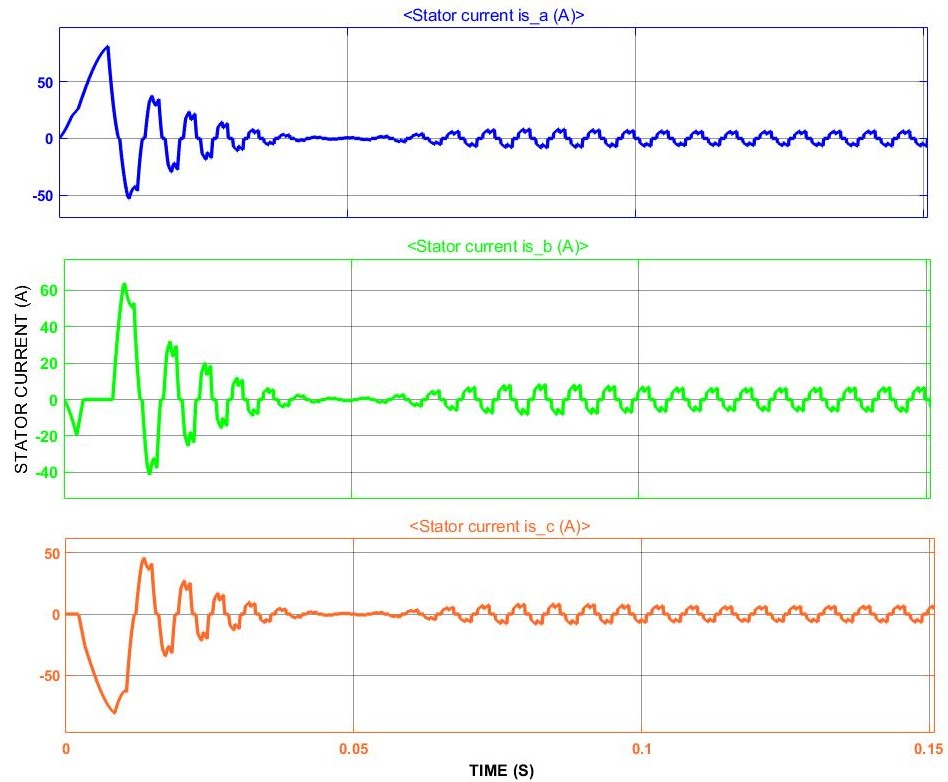 <Stator current is_a (A)>
50
0
-50
<Stator current is_b (A)>
STATOR CURRENT (A)
60
40
20
0
-20
-40
<Stator current is_c (A)>
50
0
-50
0 0.05 0.1 0.15
TIME (S)